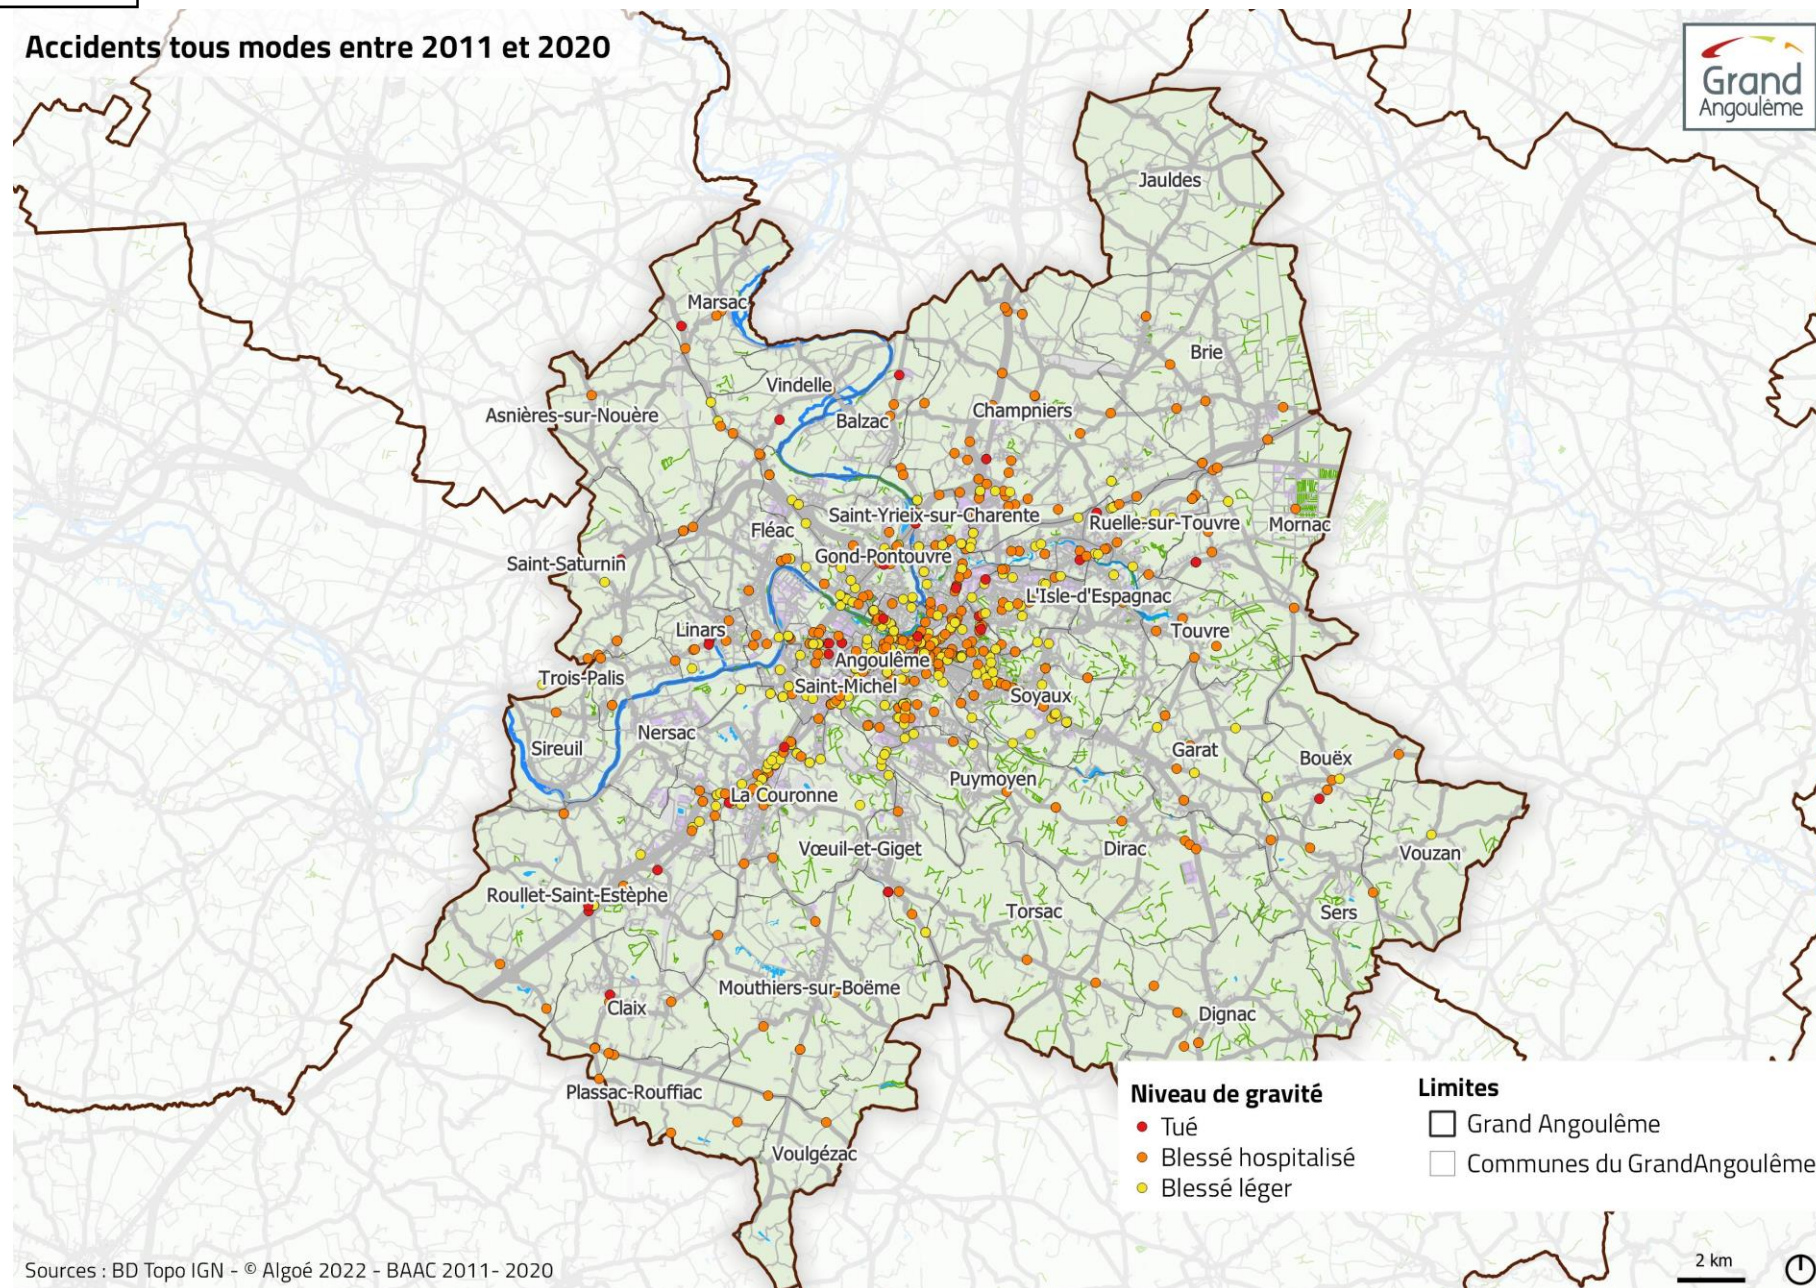 Accidents tous modes entre 2011 et 2020
Grand
Angoulême
Jauldes
Marsac
Brie
Vindelle
Asnières-sur-Nouère
Balzac
Champniers
Saint-Yrieix-sur-Charente
Ruelle-sur-Touvre
Mornac
Fléac
Gond-Pontouvre
Saint-Saturnin
L'Isle-d'Espagnac
Linars
Touvre
Angoulême
Trois-Palis
Saint-Michel
Soyaux
Nersac
Sireuil
Garat
Bouëx
Puymoyen
La Couronne
Vœuil-et-Giget
Dirac
Vouzan
Roullet-Saint-Estèphe
Torsac
Sers
Mouthiers-sur-Boëme
Claix
Dignac
Plassac-Rouffiac
Voulgézac
Niveau de gravité
Tué
Blessé hospitalisé
Blessé léger
Limites
Grand Angoulême
Communes du GrandAngoulême
2 km
Sources : BD Topo IGN - © Algoé 2022 - BAAC 2011- 2020